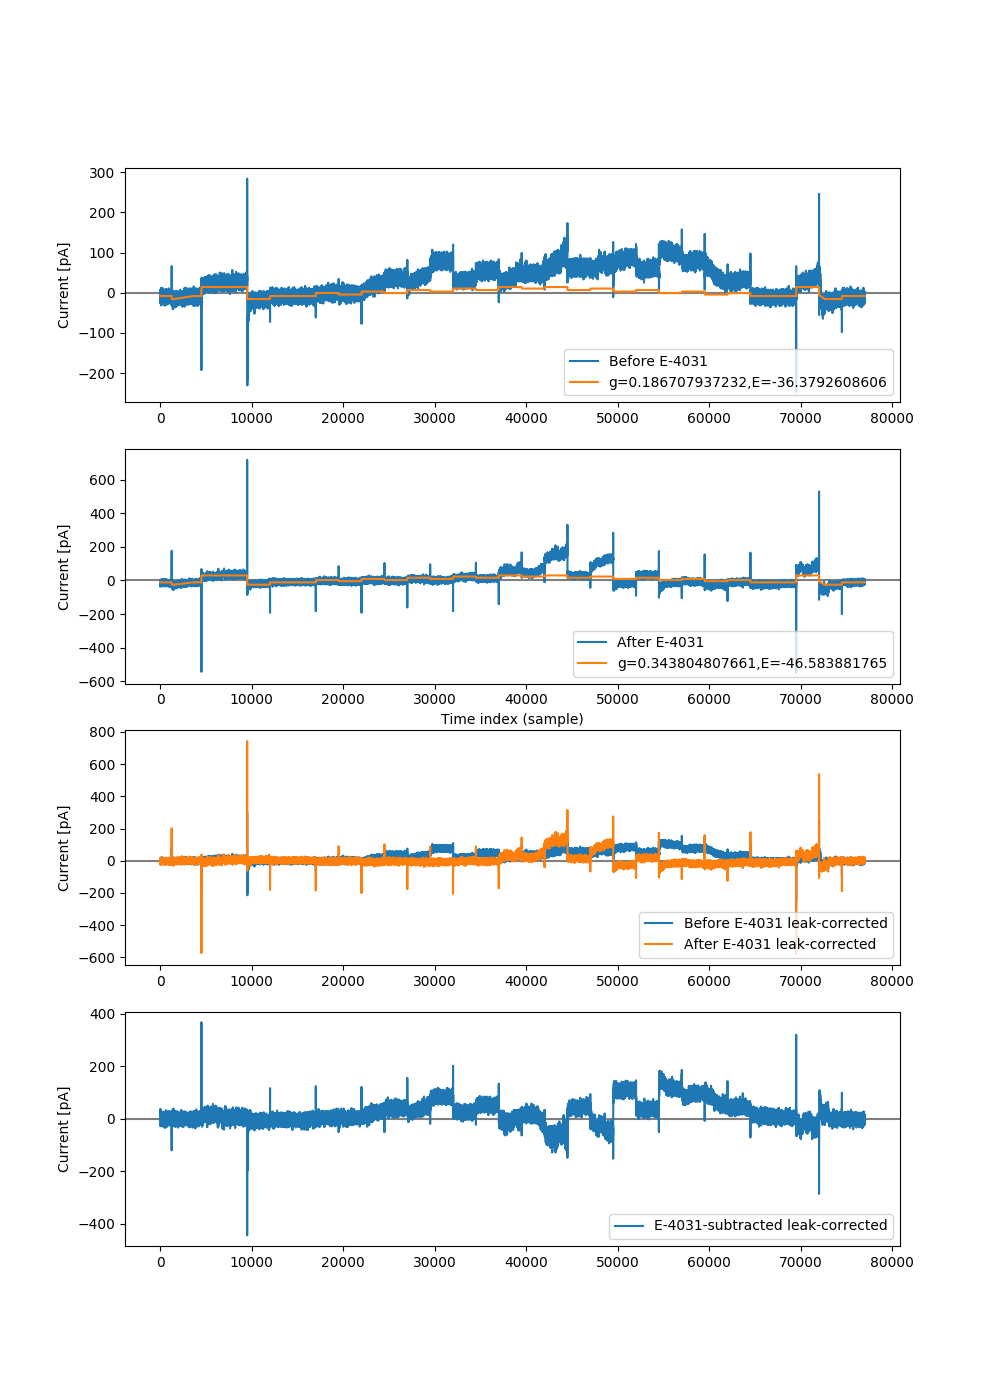 300
200
100
0
−100
−200
Current [pA]
Before E-4031
g=0.186707937232,E=-36.3792608606
0 10000 20000 30000 40000 50000 60000 70000 80000
600
400
200
0
−200
−400
−600
Current [pA]
After E-4031
g=0.343804807661,E=-46.583881765
0 10000 20000 30000 40000 50000 60000 70000 80000
Time index (sample)
800
600
400
200
0
−200
−400
−600
Current [pA]
Before E-4031 leak-corrected
After E-4031 leak-corrected
0 10000 20000 30000 40000 50000 60000 70000 80000
400
200
0
−200
−400
Current [pA]
E-4031-subtracted leak-corrected
0 10000 20000 30000 40000 50000 60000 70000 80000